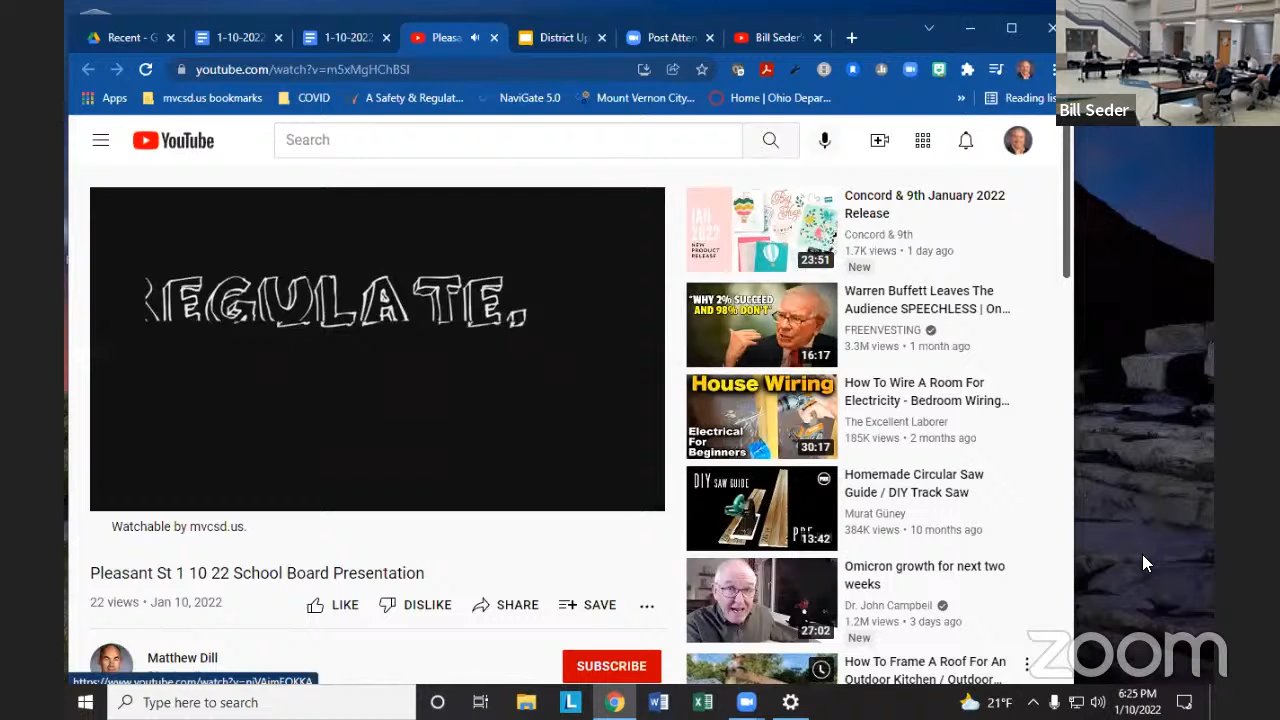 Recent - G
1-10-2022
1-10-2022
Pleasa
District Up
Post Atten
Bill Seder's
youtube.com/watch?v=m5xMgHChBSI
Apps
mvcsd.us bookmarks
COVID
A Safety & Regulat...
NaviGate 5.0
Mount Vernon City...
Home | Ohio Depar...
»
Reading lis
Bill Seder
YouTube
Search
REGULATE.
Watchable by mvcsd.us.
Pleasant St 1 10 22 School Board Presentation
22 views • Jan 10, 2022
LIKE
DISLIKE
SHARE
SAVE
...
Matthew Dill
SUBSCRIBE
JAN
2022
NEW
PRODUCT
RELEASE
23:51
Concord & 9th January 2022
Release
Concord & 9th
1.7K views • 1 day ago
New
"WHY 2% SUCCEED
AND 98% DON'T"
16:17
Warren Buffett Leaves The
Audience SPEECHLESS | On...
FREENVESTING
3.3M views • 1 month ago
House Wiring
Electrical
For
Beginners
30:17
How To Wire A Room For
Electricity - Bedroom Wiring...
The Excellent Laborer
185K views • 2 months ago
DIY SAW GUIDE
13:42
Homemade Circular Saw
Guide / DIY Track Saw
Murat Güney
384K views • 10 months ago
27:02
Omicron growth for next two
weeks
Dr. John Campbell
1.2M views • 3 days ago
New
How To Frame A Roof For An
Outdoor Kitchen / Outdoor...
zoom
Type here to search
21°F
6:25 PM
1/10/2022